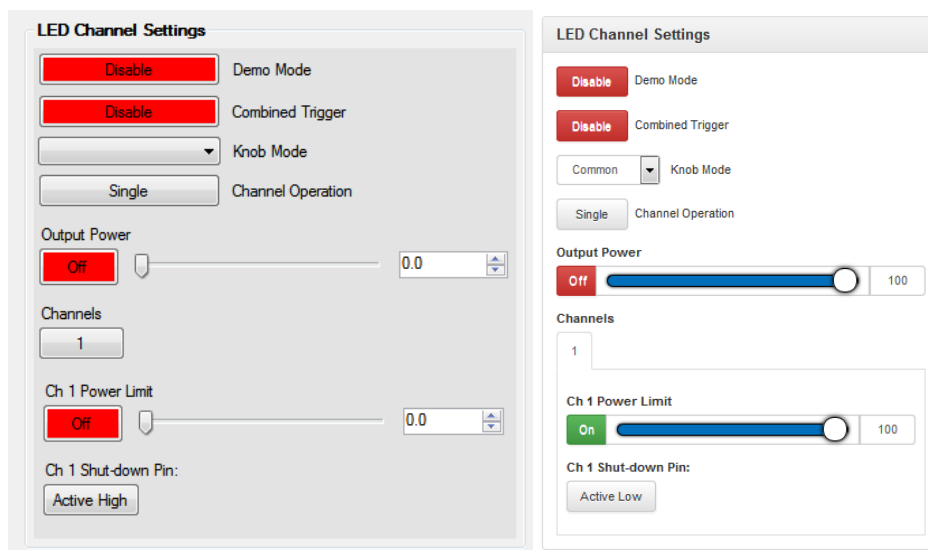 LED Channel Settings
Disable Demo Mode
Disable Combined Trigger
Knob Mode
Single Channel Operation
Output Power
Off 0.0
Channels
1
Ch 1 Power Limit
Off 0.0
Ch 1 Shut-down Pin:
Active High
LED Channel Settings
Disable Demo Mode
Disable Combined Trigger
Common Knob Mode
Single Channel Operation
Output Power
Off 100
Channels
1
Ch 1 Power Limit
On 100
Ch 1 Shut-down Pin:
Active Low